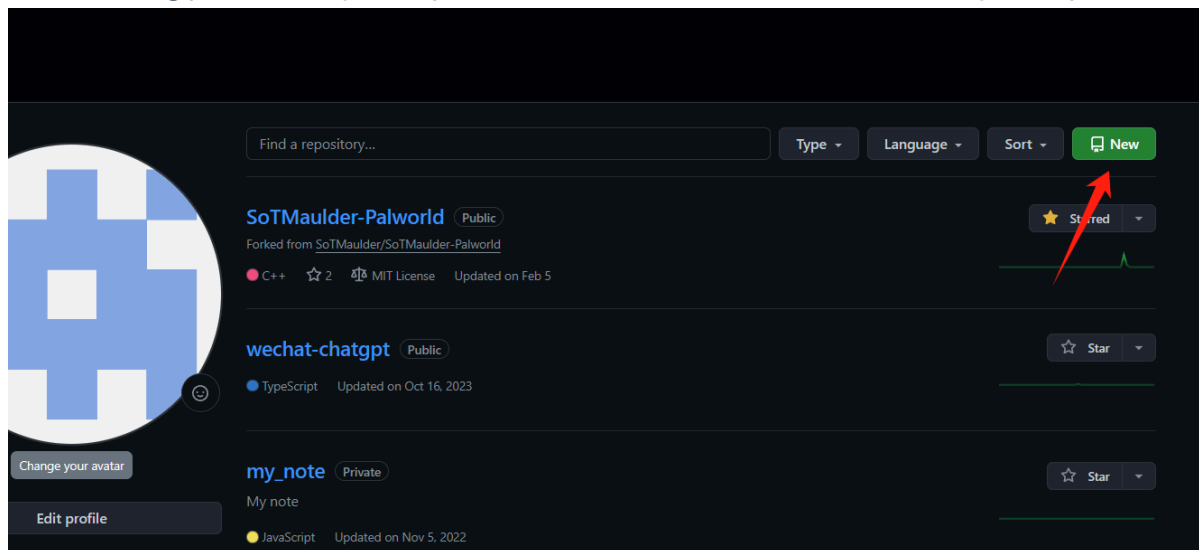 Find a repository...
Type
Language
Sort
New
SoTMaulder-Palworld
Public
Starred
Forked from SoTMaulder/SoTMaulder-Palworld
C++
2
MIT License
Updated on Feb 5
wechat-chatgpt
Public
Star
TypeScript
Updated on Oct 16, 2023
Change your avatar
my_note
Private
Star
My note
Edit profile
JavaScript
Updated on Nov 5, 2022